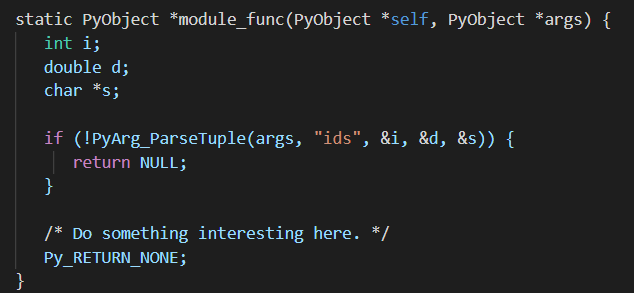 static PyObject *module_func(PyObject *self, PyObject *args) {
int i;
double d;
char *s;
if (!PyArg_ParseTuple(args, "ids", &i, &d, &s)) {
return NULL;
}
/* Do something interesting here. */
Py_RETURN_NONE;
}